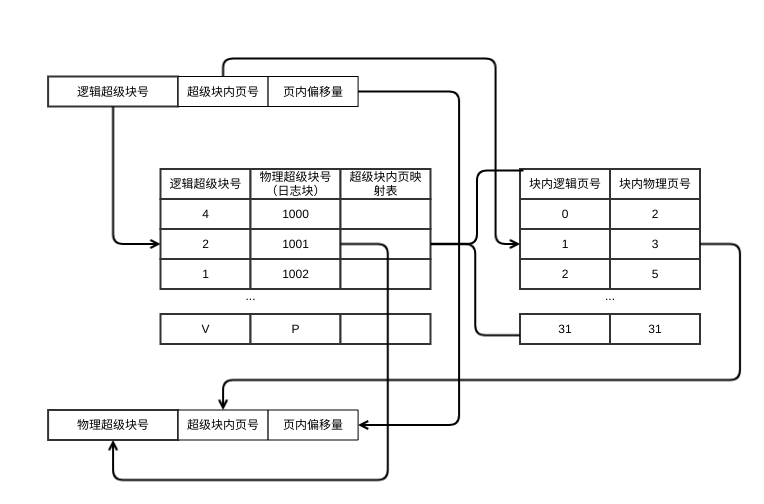 逻辑超级块号 超级块内页号 页内偏移量
逻辑超级块号 物理超级块号（日志块） 超级块内页映射表
4 1000
2 1001
1 1002
...
V P
块内逻辑页号 块内物理页号
0 2
1 3
2 5
...
31 31
物理超级块号 超级块内页号 页内偏移量